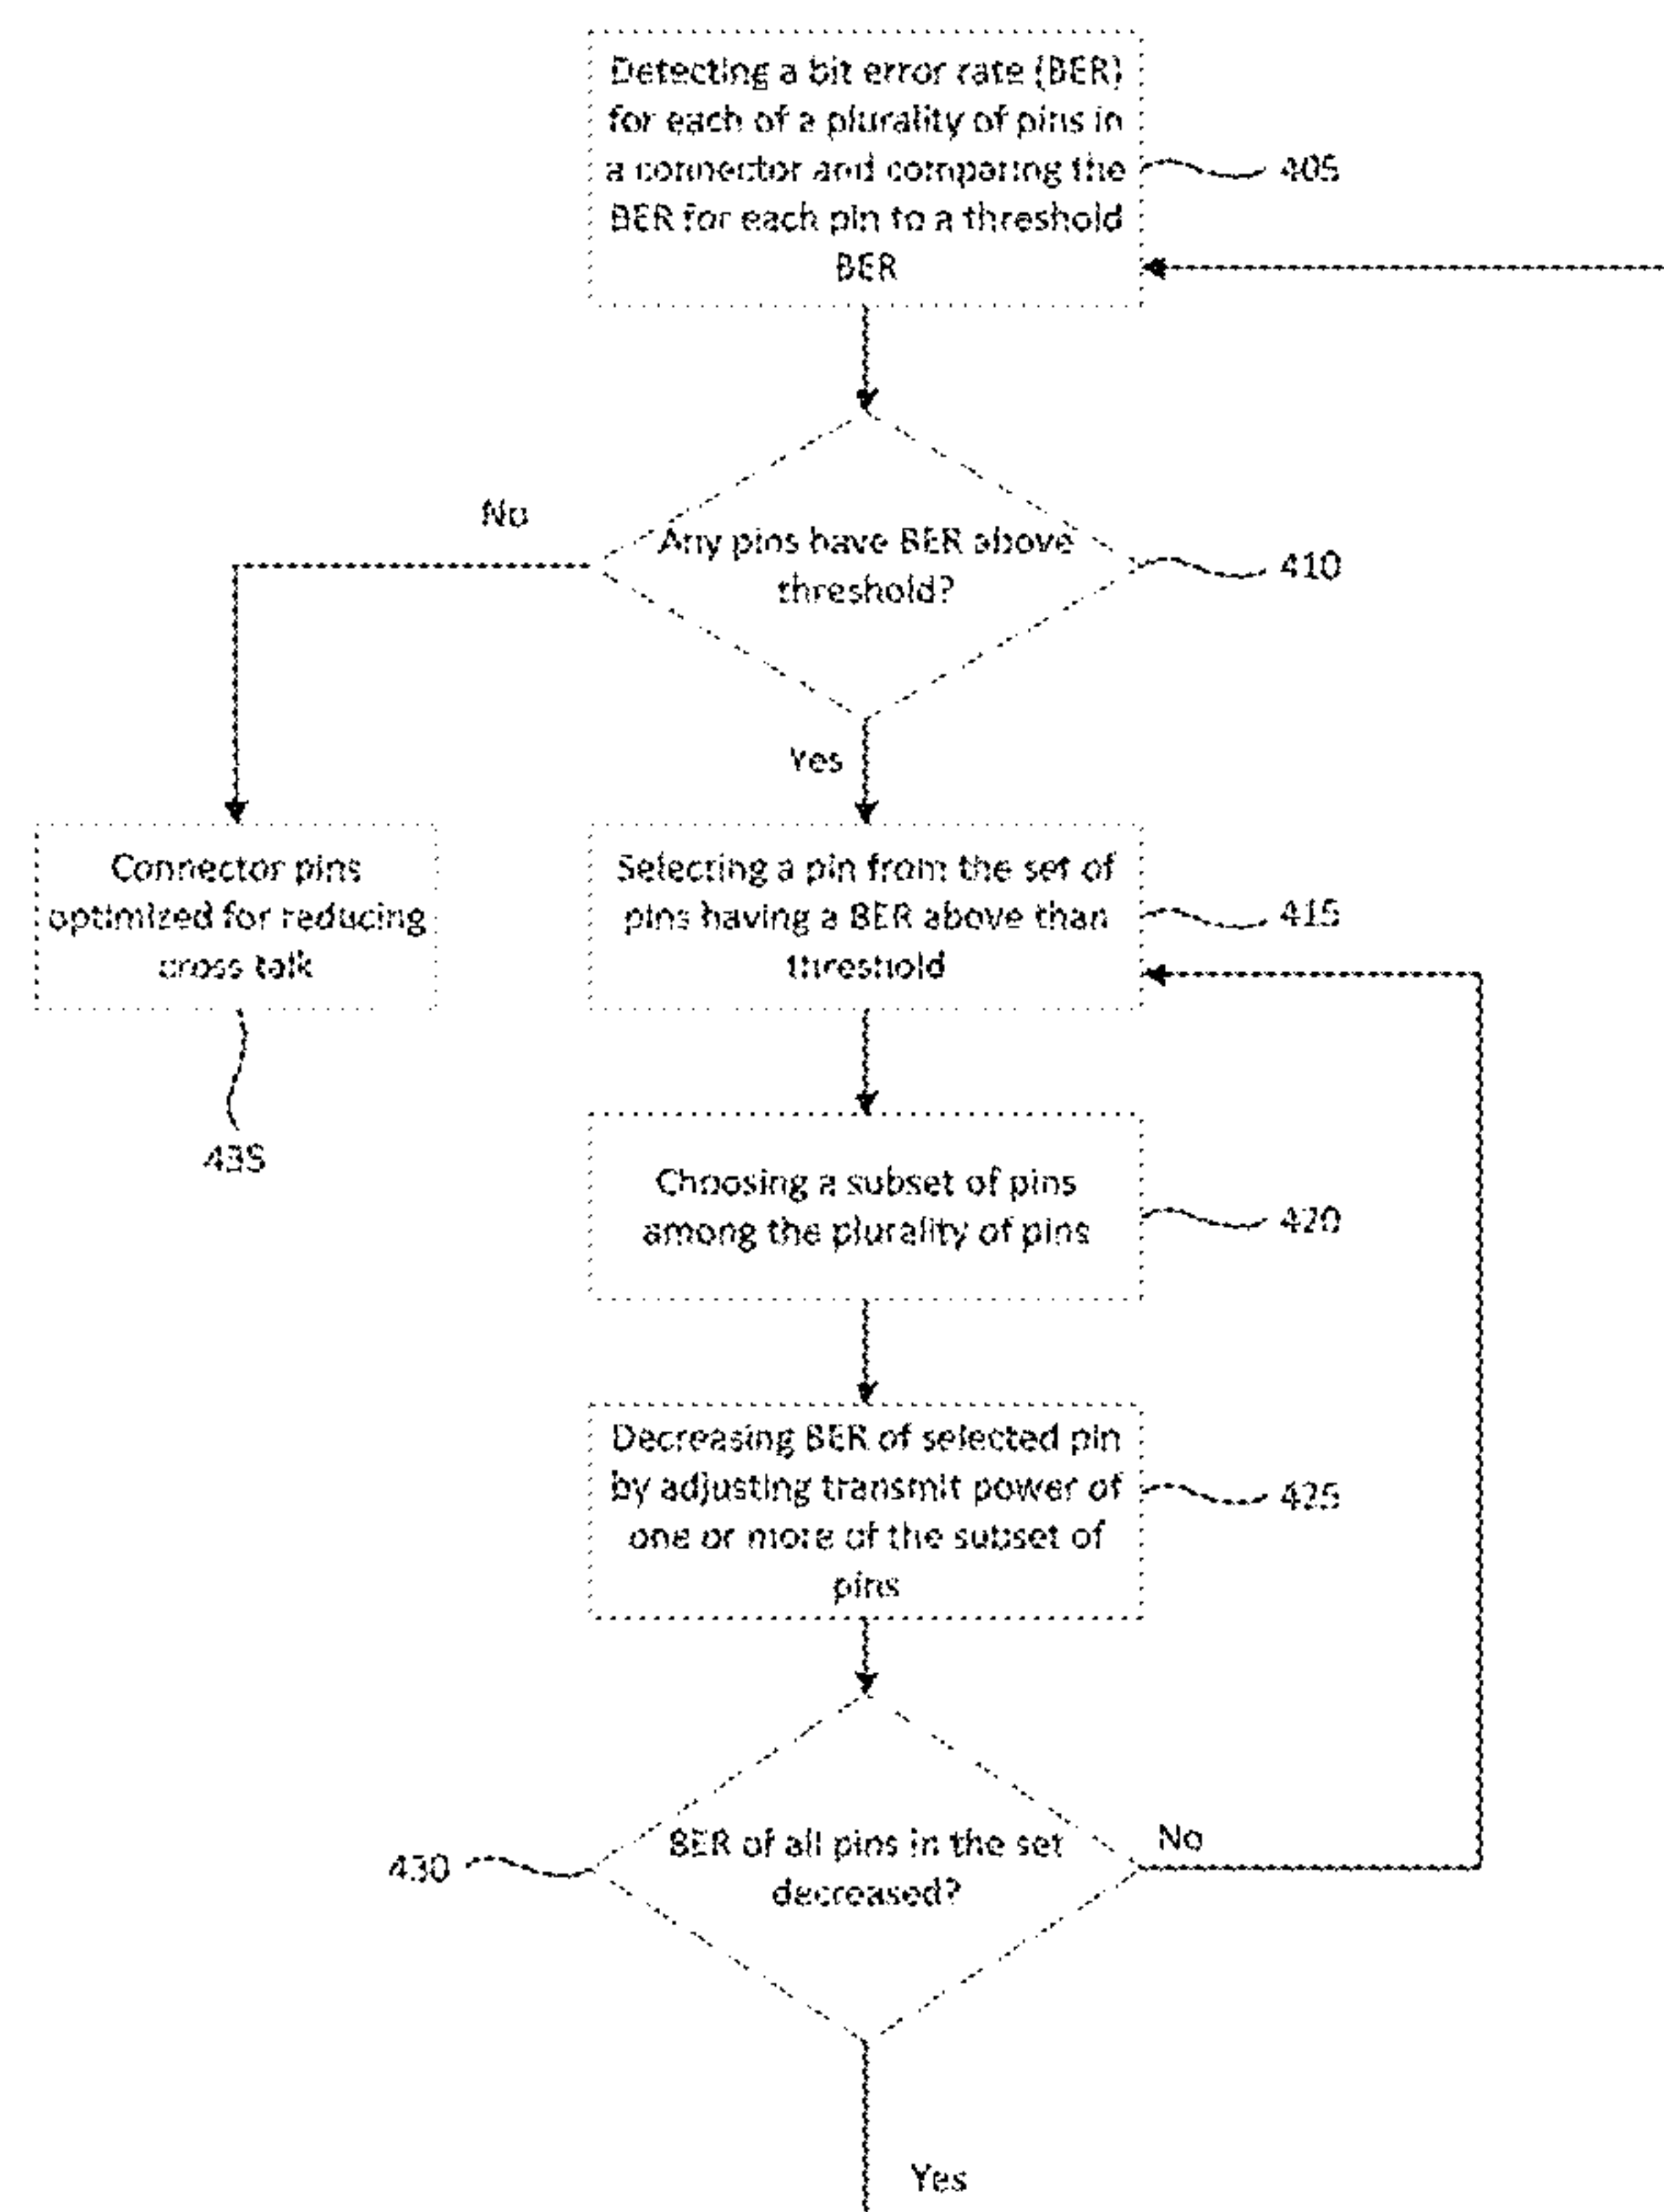 Detecting a bit error rate (BER)
for each of a plurality of pins in
a connector and comparing the
BER for each pin to a threshold
BER
405
No
Any pins have BER above
threshold?
410
Yes
Connector pins
optimized for reducing
cross talk
435
Selecting a pin from the set of
pins having a BER above than
threshold
415
Choosing a subset of pins
among the plurality of pins
420
Decreasing BER of selected pin
by adjusting transmit power of
one or more of the subset of
pins
425
430
BER of all pins in the set
decreased?
No
Yes